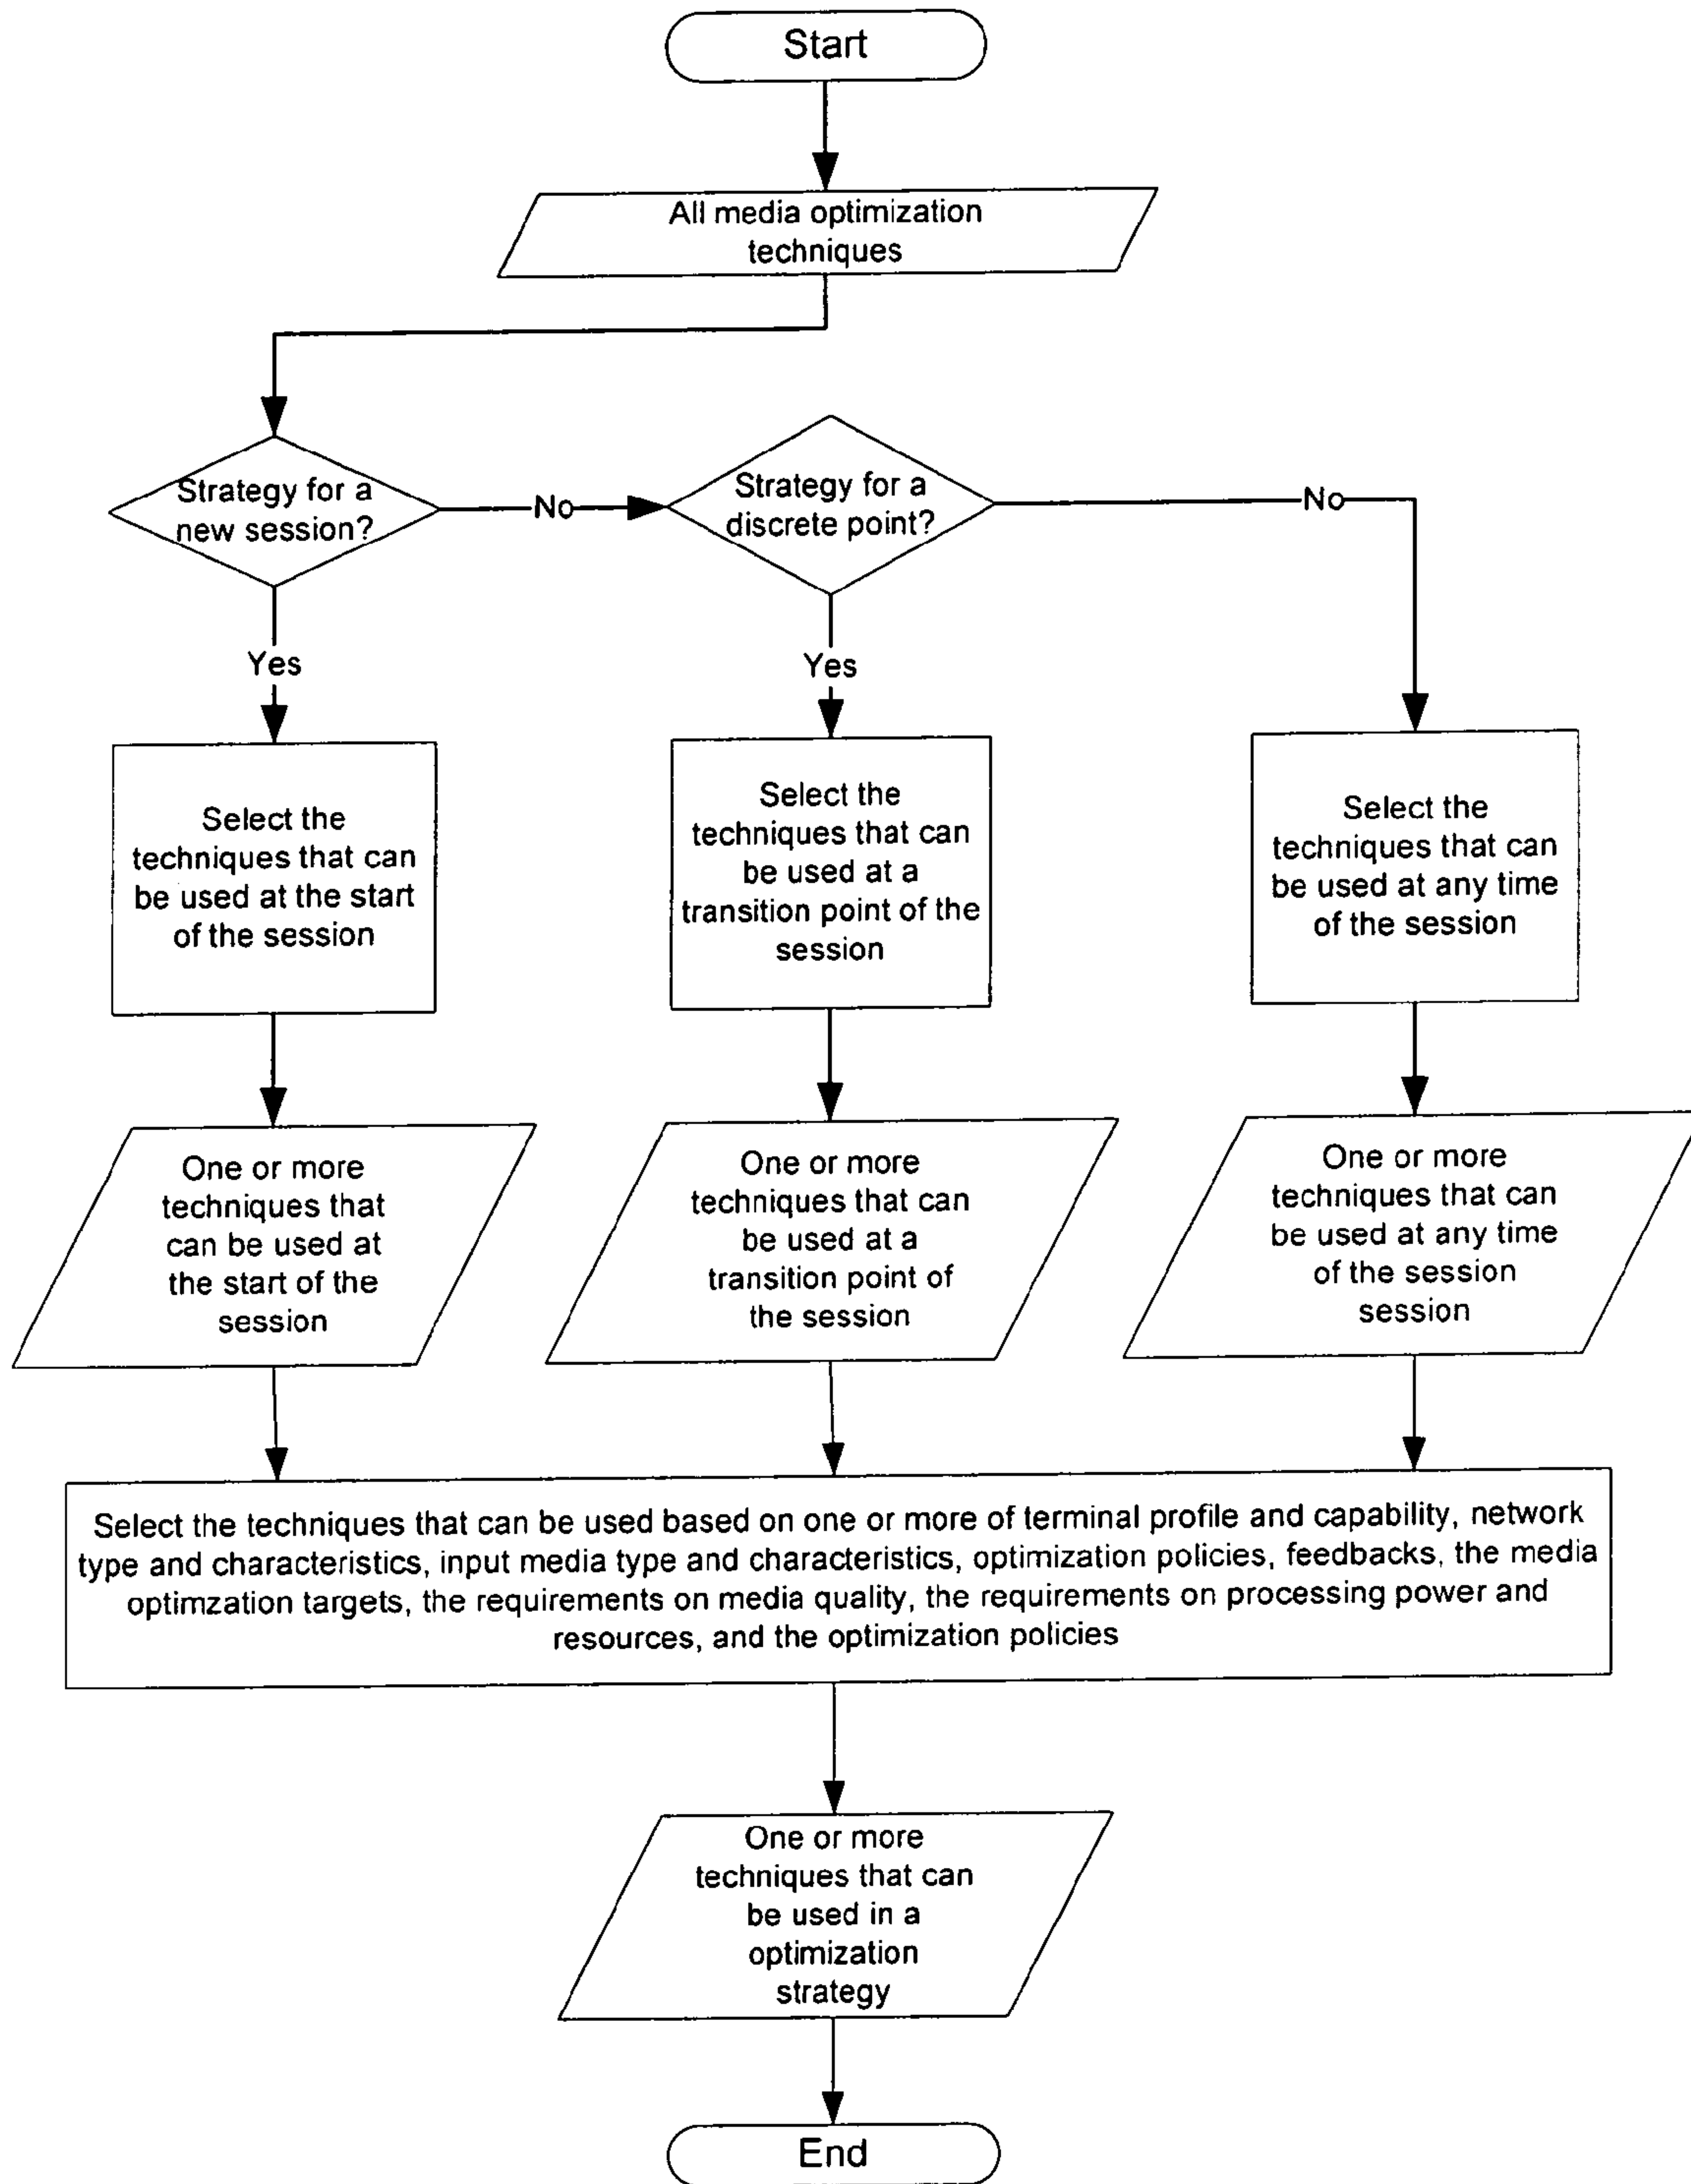 Start
All media optimization
techniques
Strategy for a
new session?
No
Strategy for a
discrete point?
No
Yes
Yes
Select the
techniques that can
be used at the start
of the session
Select the
techniques that can
be used at a
transition point of the
session
Select the
techniques that can
be used at any time
of the session
One or more
techniques that
can be used at
the start of the
session
One or more
techniques that can
be used at a
transition point of
the session
One or more
techniques that can
be used at any time
of the session
session
Select the techniques that can be used based on one or more of terminal profile and capability, network
type and characteristics, input media type and characteristics, optimization policies, feedbacks, the media
optimzation targets, the requirements on media quality, the requirements on processing power and
resources, and the optimization policies
One or more
techniques that can
be used in a
optimization
strategy
End